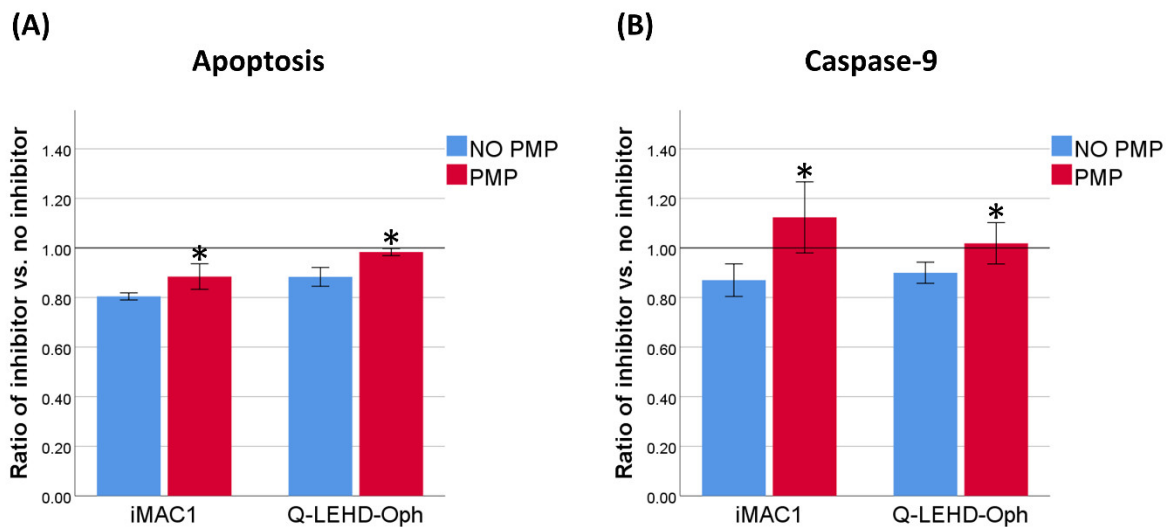 (A)
Apoptosis
Ratio of inhibitor vs. no inhibitor
1.40
1.20
1.00
0.80
0.60
0.40
0.20
0.00
*
*
iMAC1
Q-LEHD-Oph
NO PMP
PMP
(B)
Caspase-9
Ratio of inhibitor vs. no inhibitor
1.40
1.20
1.00
0.80
0.60
0.40
0.20
0.00
*
*
iMAC1
Q-LEHD-Oph
NO PMP
PMP